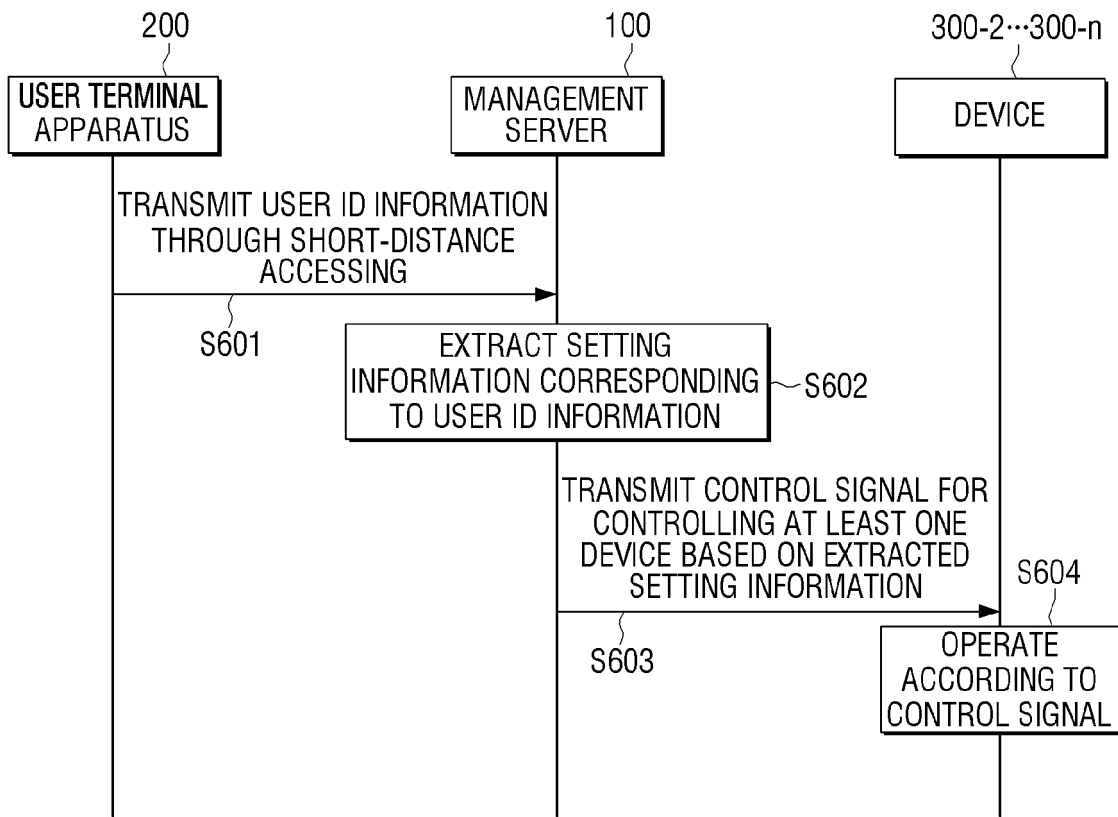 200
100
300-2···300-n
USER TERMINAL
APPARATUS
MANAGEMENT
SERVER
DEVICE
TRANSMIT USER ID INFORMATION
THROUGH SHORT-DISTANCE
ACCESSING
S601
EXTRACT SETTING
INFORMATION CORRESPONDING
TO USER ID INFORMATION
S602
TRANSMIT CONTROL SIGNAL FOR
CONTROLLING AT LEAST ONE
DEVICE BASED ON EXTRACTED
SETTING INFORMATION
S603
S604
OPERATE
ACCORDING TO
CONTROL SIGNAL